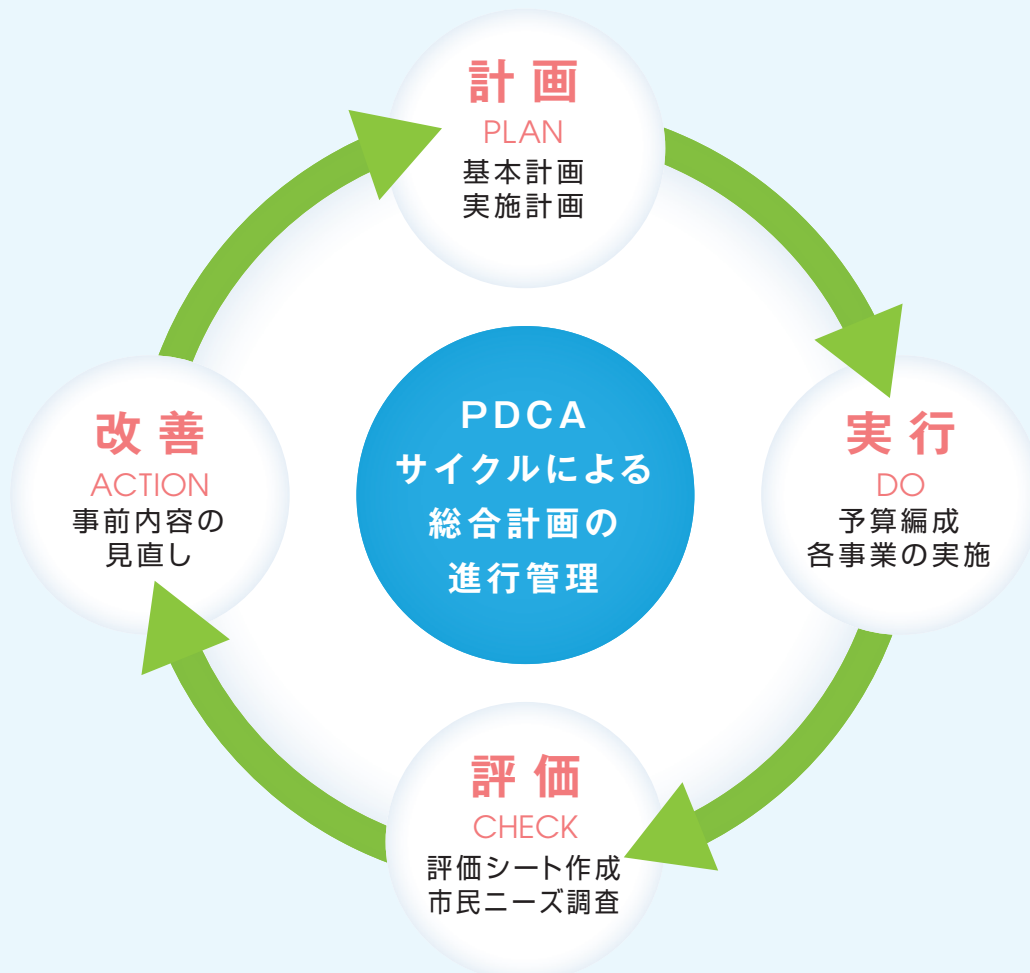 計画
PLAN
基本計画
実施計画
実行
DO
予算編成
各事業の実施
評価
CHECK
評価シート作成
市民ニーズ調査
改善
ACTION
事前内容の
見直し
PDCA
サイクルによる
総合計画の
進行管理